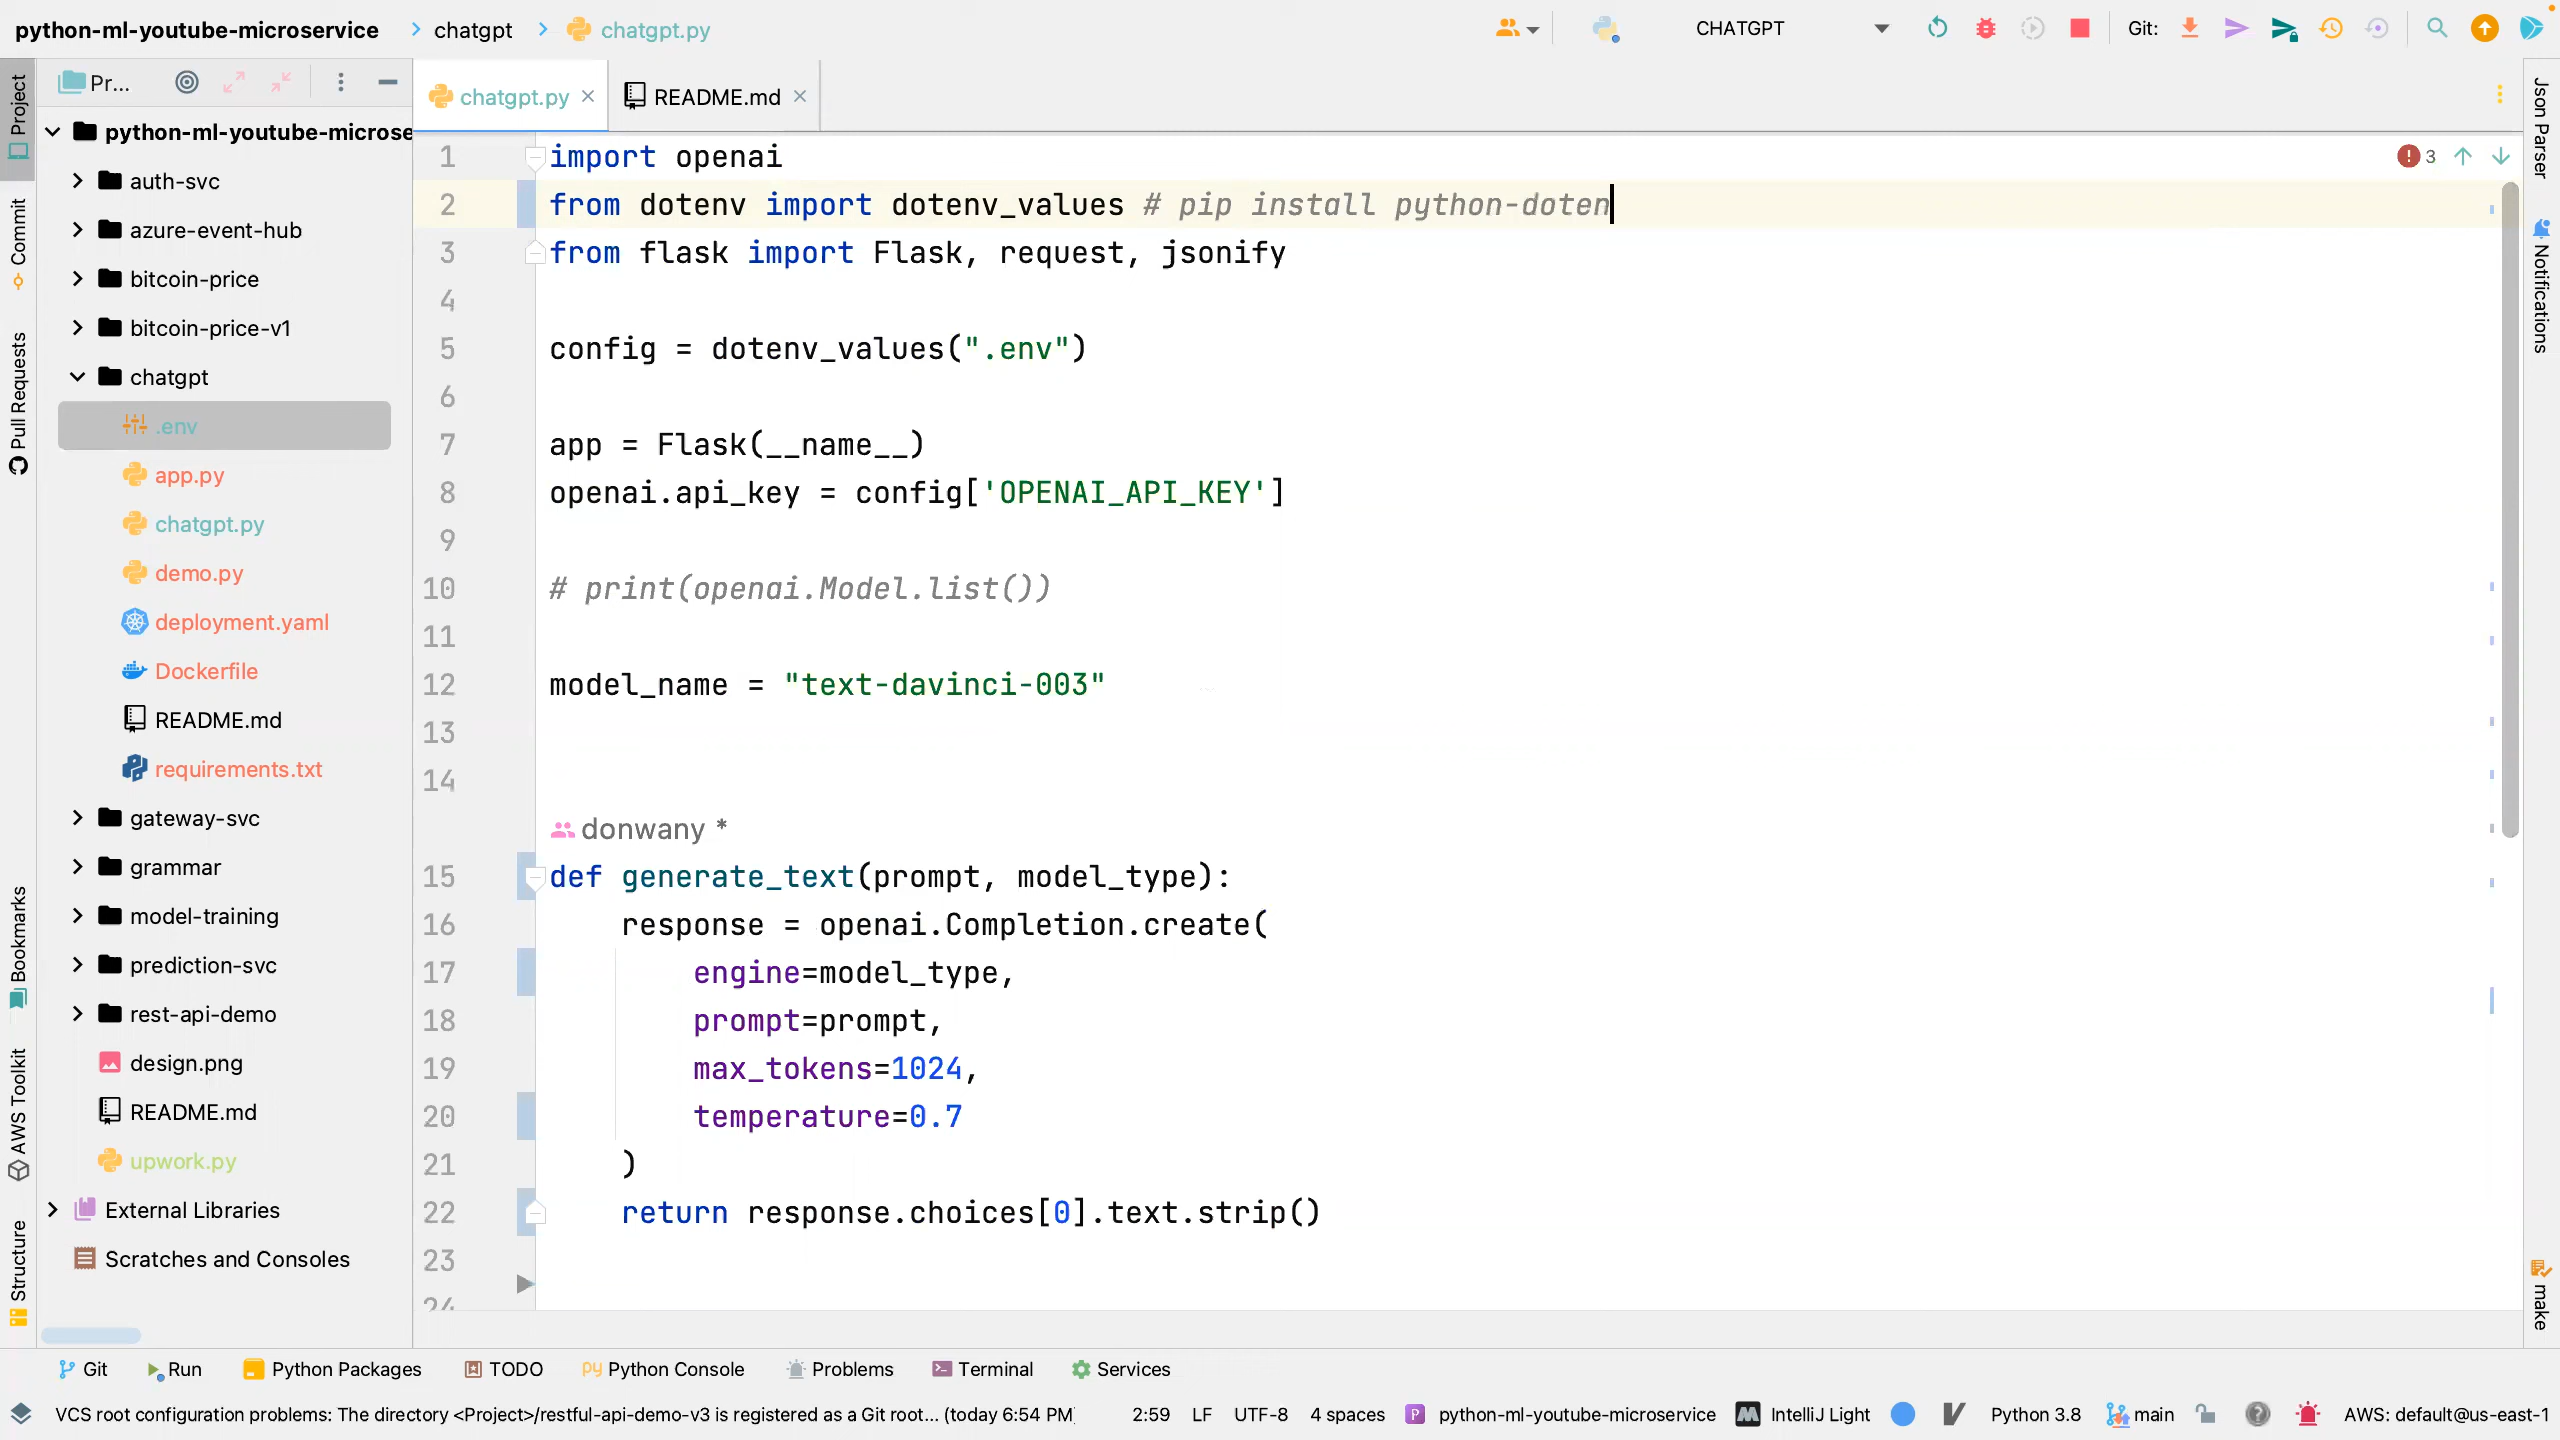 python-ml-youtube-microservice > chatgpt > chatgpt.py
CHATGPT
Git:
Project
Commit
Pull Requests
Bookmarks
AWS Toolkit
Structure
Pr...
python-ml-youtube-microse
auth-svc
azure-event-hub
bitcoin-price
bitcoin-price-v1
chatgpt
.env
app.py
chatgpt.py
demo.py
deployment.yaml
Dockerfile
README.md
requirements.txt
gateway-svc
grammar
model-training
prediction-svc
rest-api-demo
design.png
README.md
upwork.py
External Libraries
Scratches and Consoles
chatgpt.py
README.md
3
1 import openai
2 from dotenv import dotenv_values # pip install python-doten
3 from flask import Flask, request, jsonify
4
5 config = dotenv_values(".env")
6
7 app = Flask(__name__)
8 openai.api_key = config['OPENAI_API_KEY']
9
10 # print(openai.Model.list())
11
12 model_name = "text-davinci-003"
13
14
donwany *
15 def generate_text(prompt, model_type):
16 response = openai.Completion.create(
17 engine=model_type,
18 prompt=prompt,
19 max_tokens=1024,
20 temperature=0.7
21 )
22 return response.choices[0].text.strip()
23
24
Json Parser
Notifications
make
Git
Run
Python Packages
TODO
Python Console
Problems
Terminal
Services
VCS root configuration problems: The directory <Project>/restful-api-demo-v3 is registered as a Git root... (today 6:54 PM)
2:59 LF UTF-8 4 spaces python-ml-youtube-microservice IntelliJ Light Python 3.8 main AWS: default@us-east-1